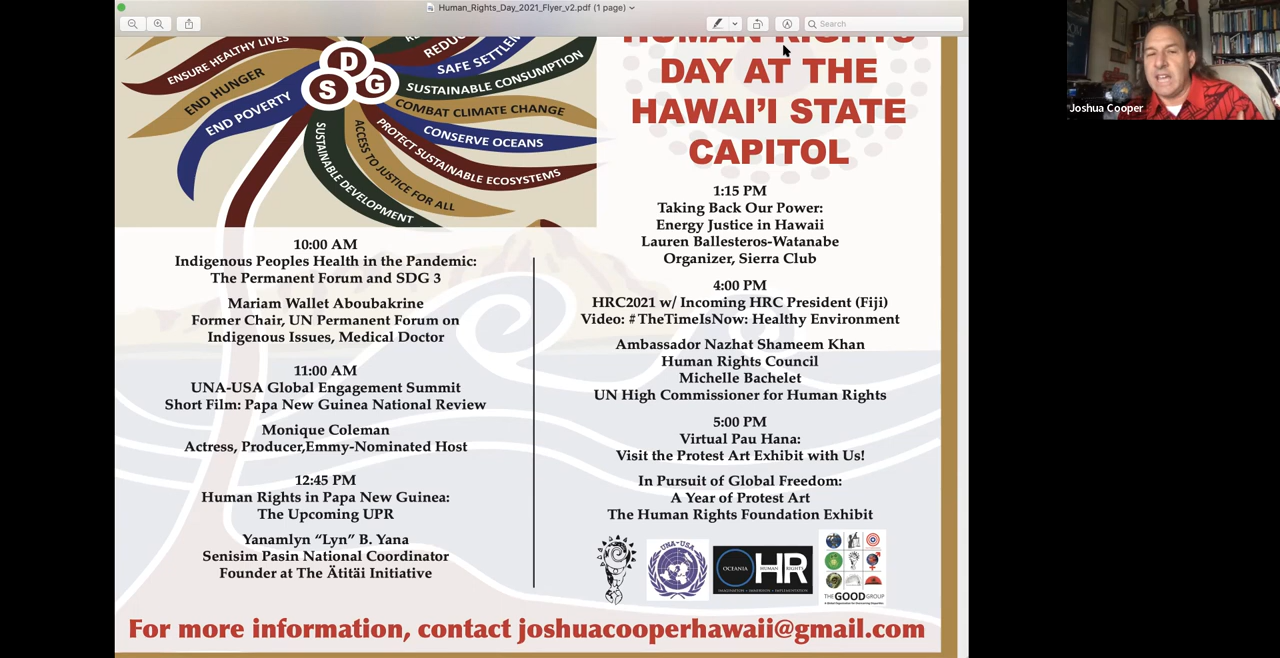 Human_Rights_Day_2021_Flyer_v2.pdf (1 page)
Search
Joshua Cooper
ENSURE HEALTHY LIVES
END HUNGER
END POVERTY
S
D
G
SAFE
SUSTAINABLE CONSUMPTION
COMBAT CLIMATE CHANGE
CONSERVE OCEANS
PROTECT SUSTAINABLE ECOSYSTEMS
ACCESS TO JUSTICE FOR ALL
SUSTAINABLE DEVELOPMENT
HUMAN RIGHTS
DAY AT THE
HAWAI’I STATE
CAPITOL
10:00 AM
Indigenous Peoples Health in the Pandemic:
The Permanent Forum and SDG 3
Mariam Wallet Aboubakrine
Former Chair, UN Permanent Forum on
Indigenous Issues, Medical Doctor
11:00 AM
UNA-USA Global Engagement Summit
Short Film: Papa New Guinea National Review
Monique Coleman
Actress, Producer,Emmy-Nominated Host
12:45 PM
Human Rights in Papa New Guinea:
The Upcoming UPR
Yanamlyn “Lyn” B. Yana
Senisim Pasin National Coordinator
Founder at The Ätitäi Initiative
1:15 PM
Taking Back Our Power:
Energy Justice in Hawaii
Lauren Ballesteros-Watanabe
Organizer, Sierra Club
4:00 PM
HRC2021 w/ Incoming HRC President (Fiji)
Video: #TheTimeIsNow: Healthy Environment
Ambassador Nazhat Shameem Khan
Human Rights Council
Michelle Bachelet
UN High Commissioner for Human Rights
5:00 PM
Virtual Pau Hana:
Visit the Protest Art Exhibit with Us!
In Pursuit of Global Freedom:
A Year of Protest Art
The Human Rights Foundation Exhibit
UNA-USA
OCEANIA
HUMAN RIGHTS
HR
THE GOOD GROUP
For more information, contact joshuacooperhawaii@gmail.com